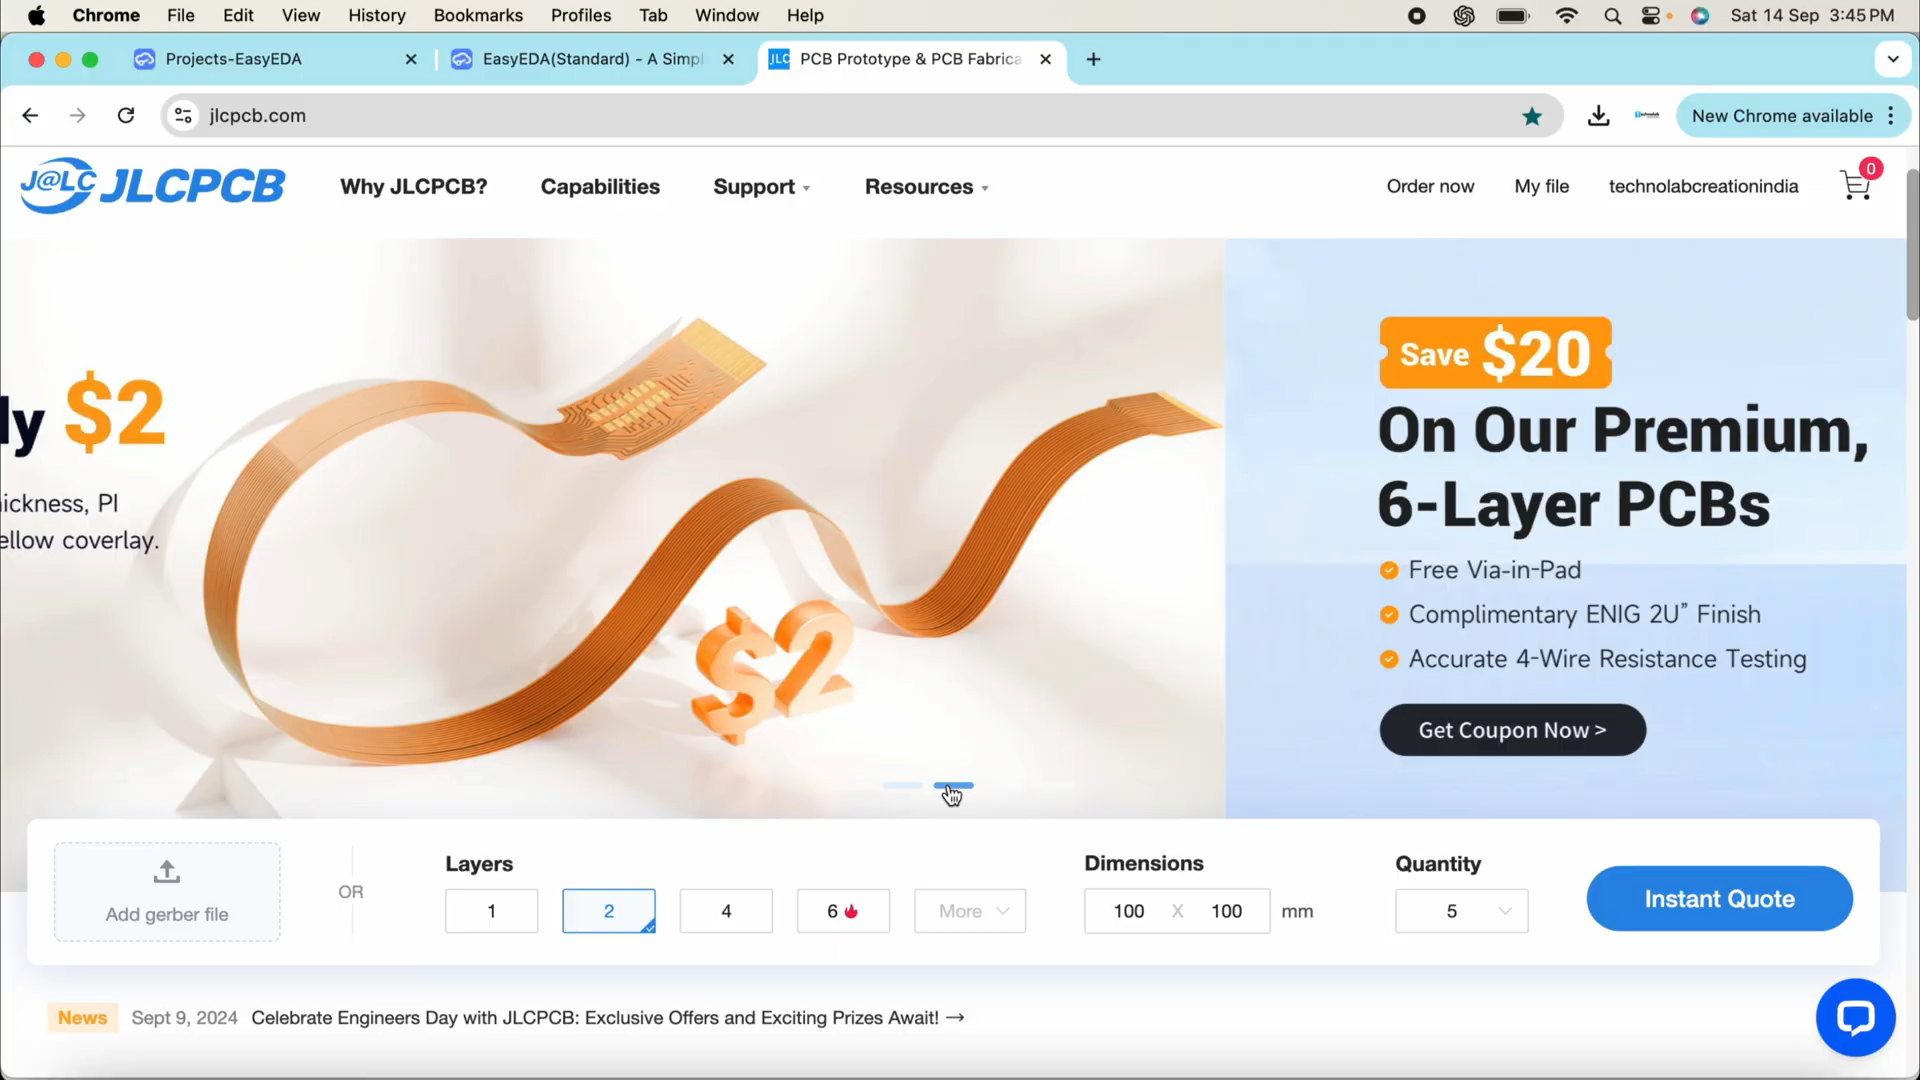 Chrome File Edit View History Bookmarks Profiles Tab Window Help Sat 14 Sep 3:45 PM
Projects-EasyEDA EasyEDA(Standard) - A Simpl JLC PCB Prototype & PCB Fabrica
jlcpcb.com New Chrome available
J@LC JLCPCB Why JLCPCB? Capabilities Support Resources Order now My file technolabcreationindia 0
Save $20
ly $2
On Our Premium,
6-Layer PCBs
ickness, PI
ellow coverlay.
Free Via-in-Pad
Complimentary ENIG 2U” Finish
Accurate 4-Wire Resistance Testing
$2
Get Coupon Now >
Add gerber file
OR
Layers
1 2 4 6 More
Dimensions
100 X 100 mm
Quantity
5
Instant Quote
News Sept 9, 2024 Celebrate Engineers Day with JLCPCB: Exclusive Offers and Exciting Prizes Await! →